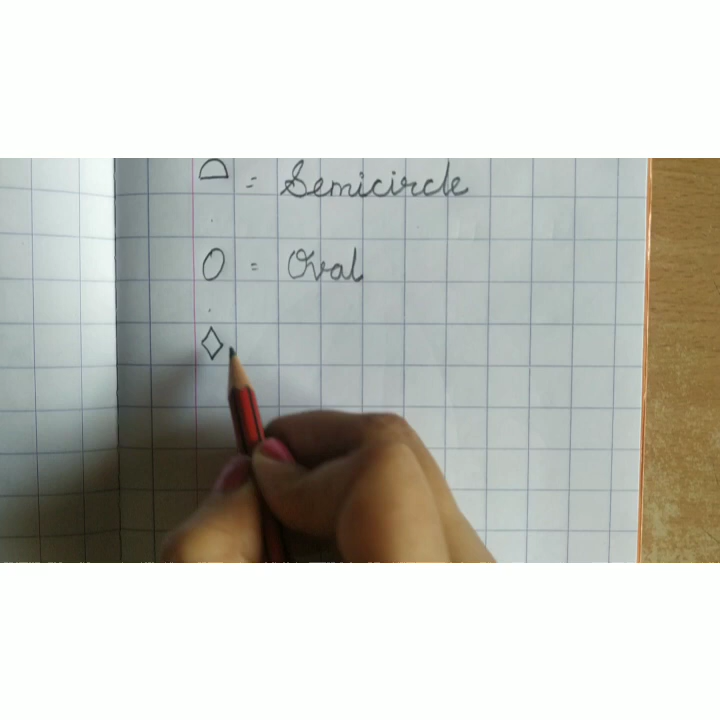 = Semicircle
= Oval